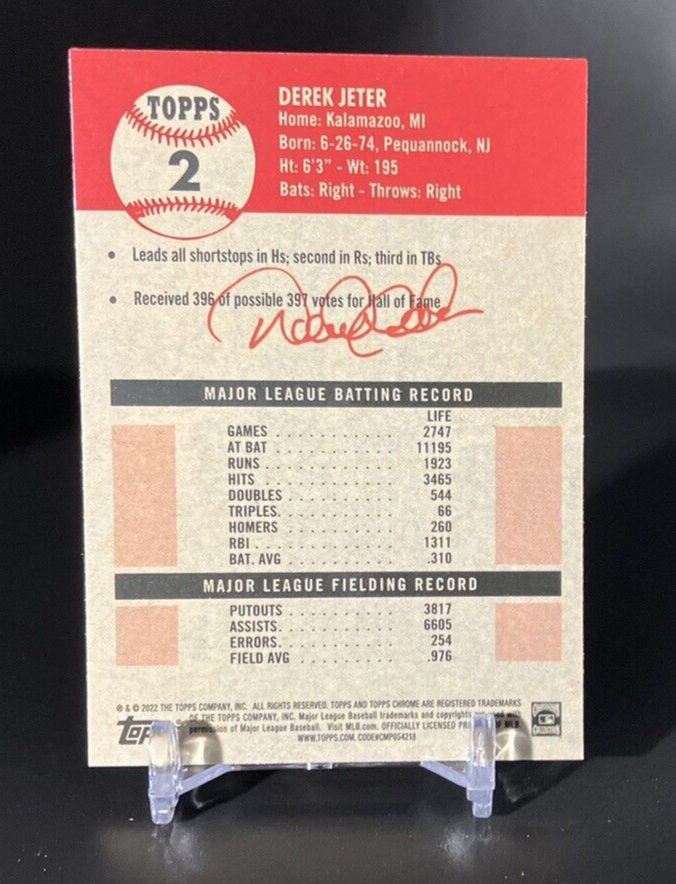 TOPPS
2
DEREK JETER
Home: Kalamazoo, MI
Born: 6-26-74, Pequannock, NJ
Ht: 6'3" - Wt: 195
Bats: Right - Throws: Right
• Leads all shortstops in Hs; second in Rs; third in TBs
• Received 396 of possible 397 votes for Hall of Fame
MAJOR LEAGUE BATTING RECORD
LIFE
GAMES . . . . . . . . . . . 2747
AT BAT . . . . . . . . . . . 11195
RUNS . . . . . . . . . . . 1923
HITS . . . . . . . . . . . 3465
DOUBLES . . . . . . . . . . 544
TRIPLES. . . . . . . . . . . 66
HOMERS . . . . . . . . . . 260
RBI . . . . . . . . . . . . 1311
BAT. AVG . . . . . . . . . . .310
MAJOR LEAGUE FIELDING RECORD
PUTOUTS . . . . . . . . . . 3817
ASSISTS. . . . . . . . . . . 6605
ERRORS. . . . . . . . . . . 254
FIELD AVG . . . . . . . . . .976
® & © 2022 THE TOPPS COMPANY, INC. ALL RIGHTS RESERVED. TOPPS AND TOPPS CHROME ARE REGISTERED TRADEMARKS
OF THE TOPPS COMPANY, INC. Major League Baseball trademarks and copyrights used with
permission of Major League Baseball. Visit MLB.com. OFFICIALLY LICENSED OF MLB.
WWW.TOPPS.COM. CODE#CMP054218